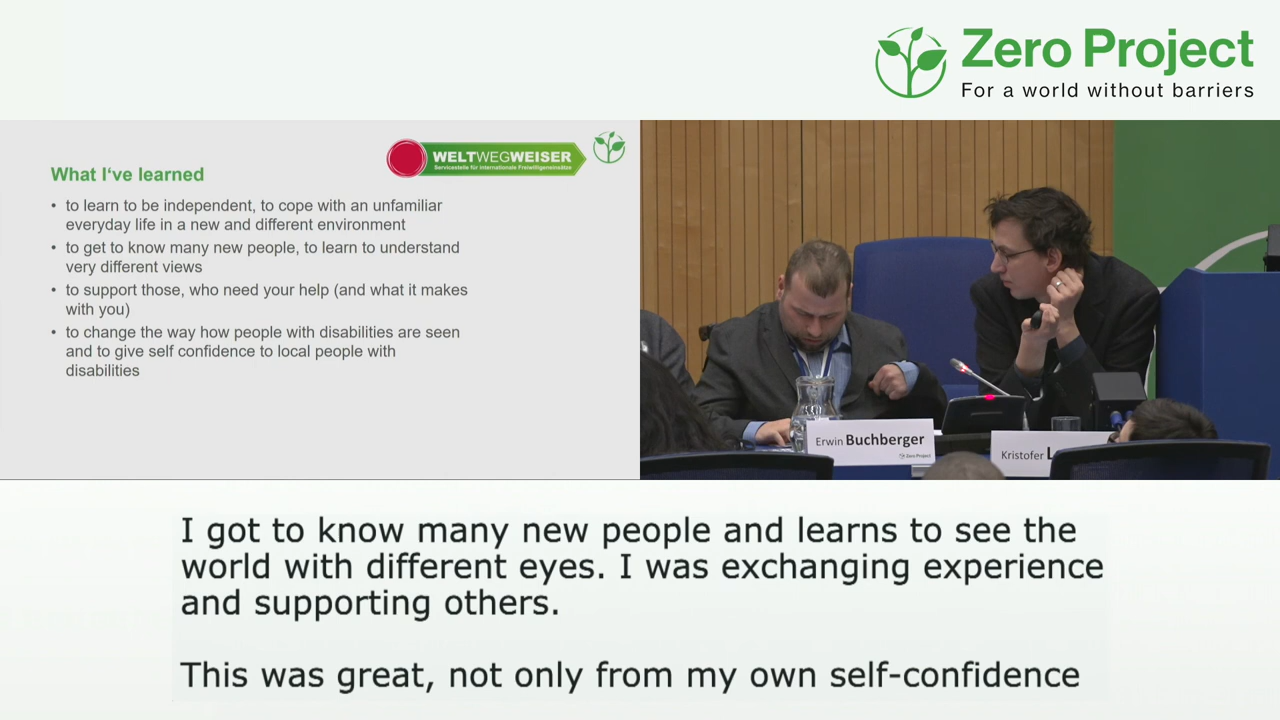 Zero Project
For a world without barriers
WELTWEGWEISER
Servicestelle für internationale Freiwilligeneinsätze
What I‘ve learned
• to learn to be independent, to cope with an unfamiliar
everyday life in a new and different environment
• to get to know many new people, to learn to understand
very different views
• to support those, who need your help (and what it makes
with you)
• to change the way how people with disabilities are seen
and to give self confidence to local people with
disabilities
Erwin Buchberger
Zero Project
Kristofer
I got to know many new people and learns to see the
world with different eyes. I was exchanging experience
and supporting others.
This was great, not only from my own self-confidence